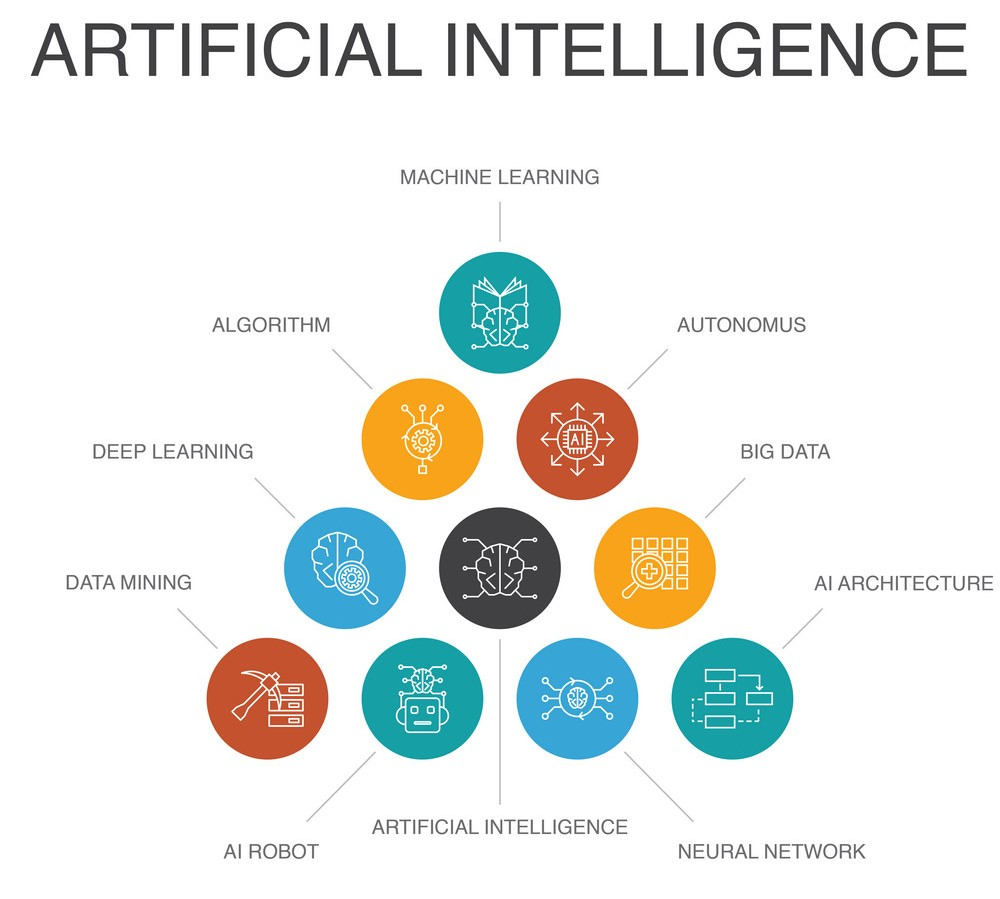 ARTIFICIAL INTELLIGENCE
MACHINE LEARNING
ALGORITHM
AUTONOMUS
AI
DEEP LEARNING
BIG DATA
DATA MINING
AI ARCHITECTURE
ARTIFICIAL INTELLIGENCE
AI ROBOT
NEURAL NETWORK